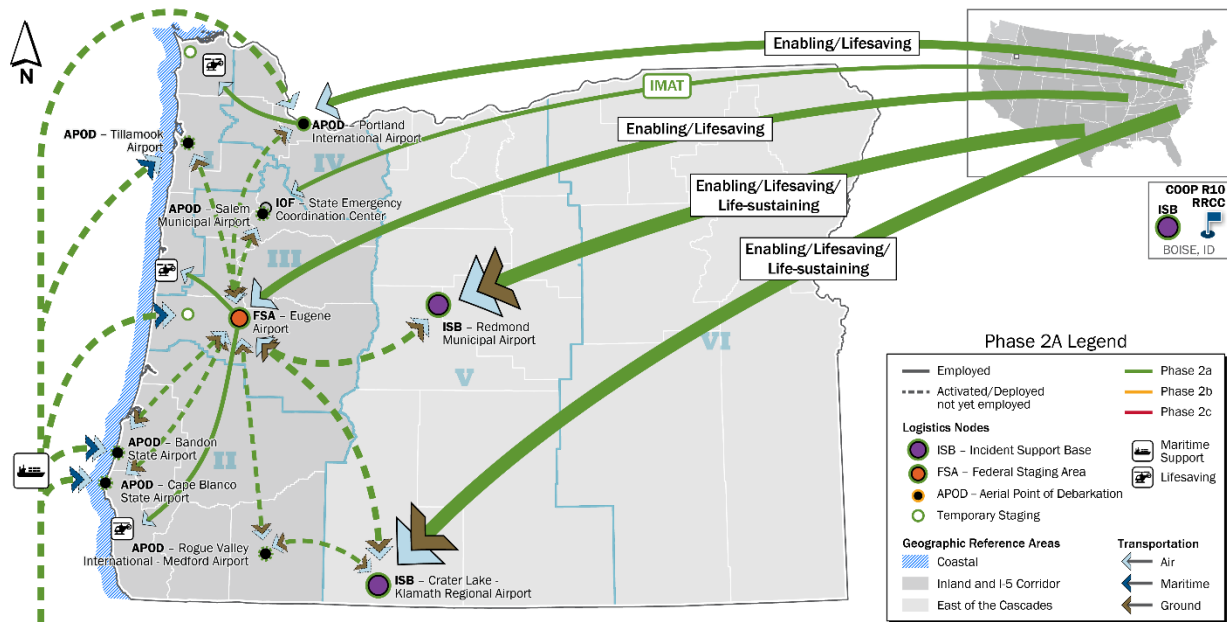 N
Enabling/Lifesaving
IMAT
Enabling/Lifesaving
Enabling/Lifesaving/
Life-sustaining
Enabling/Lifesaving/
Life-sustaining
COOP R10
RRCC
ISB
BOISE, ID
APOD – Portland
International Airport
APOD – Tillamook
Airport
I
IV
IOF – State Emergency
Coordination Center
APOD – Salem
Municipal Airport
III
FSA – Eugene
Airport
ISB – Redmond
Municipal Airport
V
VI
APOD – Bandon
State Airport
II
APOD – Cape Blanco
State Airport
APOD – Rogue Valley
International - Medford Airport
ISB – Crater Lake -
Klamath Regional Airport
Phase 2A Legend
Employed
Activated/Deployed
not yet employed
Phase 2a
Phase 2b
Phase 2c
Logistics Nodes
ISB – Incident Support Base
FSA – Federal Staging Area
APOD – Aerial Point of Debarkation
Temporary Staging
Maritime
Support
Lifesaving
Geographic Reference Areas
Coastal
Inland and I-5 Corridor
East of the Cascades
Transportation
Air
Maritime
Ground